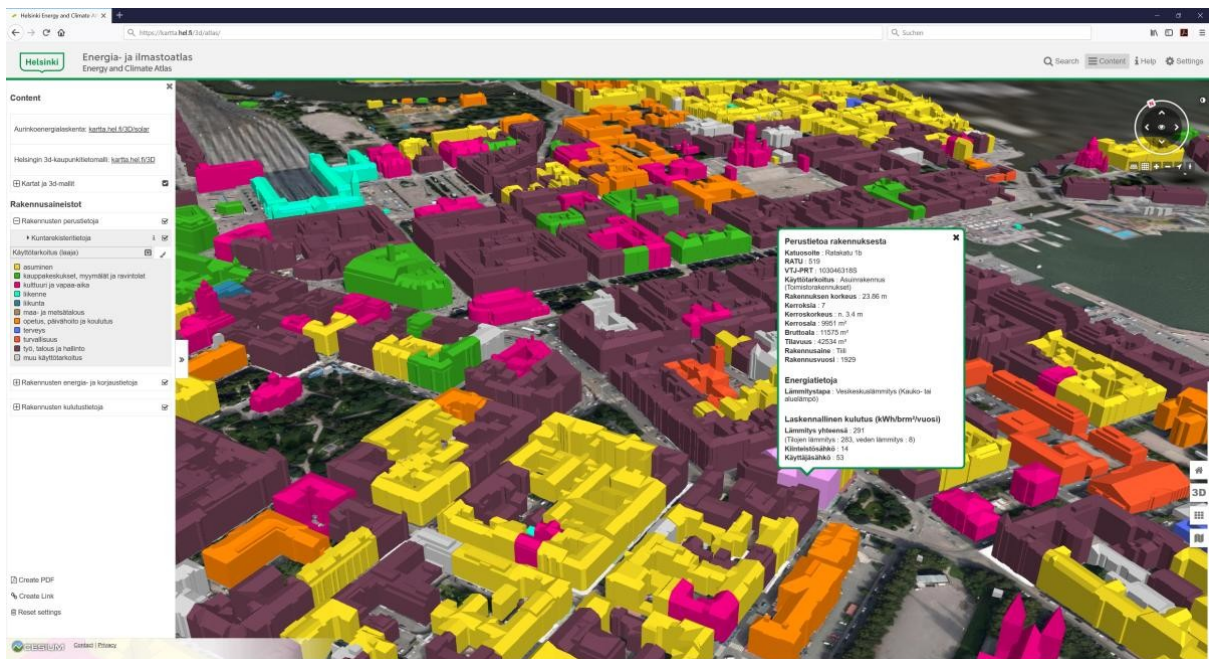 Helsinki Energy and Climate At
https://kartta.hel.fi/3d/atlas/
Suchen
Helsinki
Energia- ja ilmastoatlas
Energy and Climate Atlas
Search
Content
Help
Settings
Content
Aurinkoenergialaskenta: kartta.hel.fi/3D/solar
Helsingin 3d-kaupunkitietomalli: kartta.hel.fi/3D
Kartat ja 3d-mallit
Rakennusaineistot
Rakennusten perustietoja
Kuntarekisteritietoja
Käyttötarkoitus (laaja)
asuminen
kauppakeskukset, myymälät ja ravintolat
kulttuuri ja vapaa-aika
liikenne
liikunta
maa- ja metsätalous
opetus, päivähoito ja koulutus
terveys
turvallisuus
työ, talous ja hallinto
muu käyttötarkoitus
Rakennusten energia- ja korjaustietoja
Rakennusten kulutustietoja
Create PDF
Create Link
Reset settings
CESIUM
Contact | Privacy
Perustietoa rakennuksesta
Katuosoite : Ratakatu 1b
RATU : 519
VTJ-PRT : 103046318S
Käyttötarkoitus : Asuinrakennus
(Toimistorakennukset)
Rakennuksen korkeus : 23.86 m
Kerroksia : 7
Kerroskorkeus : n. 3.4 m
Kerrosala : 9951 m²
Bruttoala : 11575 m²
Tilavuus : 42534 m³
Rakennusaine : Tiili
Rakennusvuosi : 1929
Energiatietoja
Lämmitystapa : Vesikeskuslämmitys (Kauko- tai
aluelämpö)
Laskennallinen kulutus (kWh/brm²/vuosi)
Lämmitys yhteensä : 291
(Tilojen lämmitys : 283, veden lämmitys : 8)
Kiinteistösähkö : 14
Käyttäjäsähkö : 53
3D